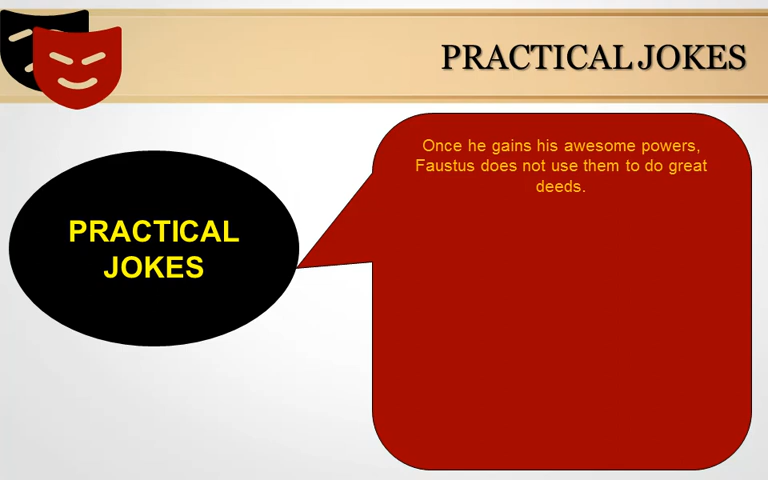 PRACTICAL JOKES
PRACTICAL
JOKES
Once he gains his awesome powers,
Faustus does not use them to do great
deeds.